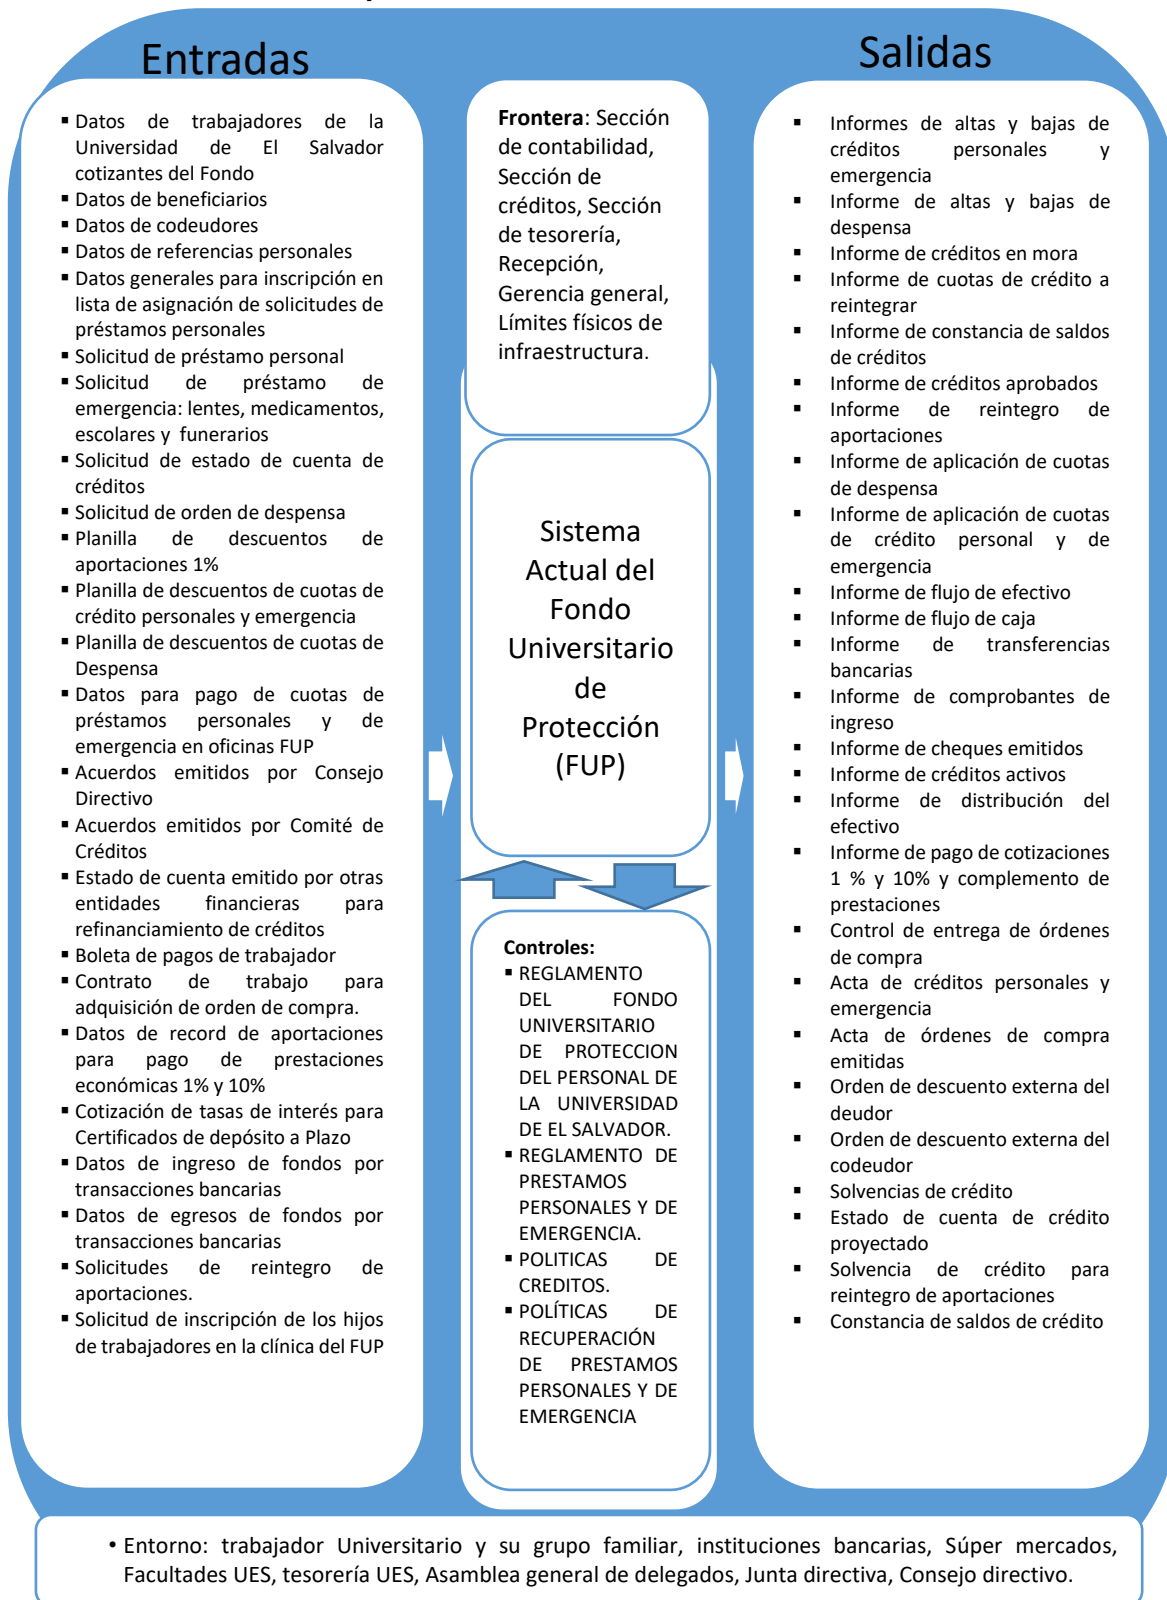 Entradas
▪ Datos de trabajadores de la
Universidad de El Salvador
cotizantes del Fondo
▪ Datos de beneficiarios
▪ Datos de codeudores
▪ Datos de referencias personales
▪ Datos generales para inscripción en
lista de asignación de solicitudes de
préstamos personales
▪ Solicitud de préstamo personal
▪ Solicitud de préstamo de
emergencia: lentes, medicamentos,
escolares y funerarios
▪ Solicitud de estado de cuenta de
créditos
▪ Solicitud de orden de despensa
▪ Planilla de descuentos de
aportaciones 1%
▪ Planilla de descuentos de cuotas de
crédito personales y emergencia
▪ Planilla de descuentos de cuotas de
Despensa
▪ Datos para pago de cuotas de
préstamos personales y de
emergencia en oficinas FUP
▪ Acuerdos emitidos por Consejo
Directivo
▪ Acuerdos emitidos por Comité de
Créditos
▪ Estado de cuenta emitido por otras
entidades financieras para
refinanciamiento de créditos
▪ Boleta de pagos de trabajador
▪ Contrato de trabajo para
adquisición de orden de compra.
▪ Datos de record de aportaciones
para pago de prestaciones
económicas 1% y 10%
▪ Cotización de tasas de interés para
Certificados de depósito a Plazo
▪ Datos de ingreso de fondos por
transacciones bancarias
▪ Datos de egresos de fondos por
transacciones bancarias
▪ Solicitudes de reintegro de
aportaciones.
▪ Solicitud de inscripción de los hijos
de trabajadores en la clínica del FUP
Frontera: Sección
de contabilidad,
Sección de
créditos, Sección
de tesorería,
Recepción,
Gerencia general,
Límites físicos de
infraestructura.
Sistema
Actual del
Fondo
Universitario
de
Protección
(FUP)
Controles:
▪ REGLAMENTO
DEL FONDO
UNIVERSITARIO
DE PROTECCION
DEL PERSONAL DE
LA UNIVERSIDAD
DE EL SALVADOR.
▪ REGLAMENTO DE
PRESTAMOS
PERSONALES Y DE
EMERGENCIA.
▪ POLITICAS DE
CREDITOS.
▪ POLÍTICAS DE
RECUPERACIÓN
DE PRESTAMOS
PERSONALES Y DE
EMERGENCIA
Salidas
▪ Informes de altas y bajas de
créditos personales y
emergencia
▪ Informe de altas y bajas de
despensa
▪ Informe de créditos en mora
▪ Informe de cuotas de crédito a
reintegrar
▪ Informe de constancia de saldos
de créditos
▪ Informe de créditos aprobados
▪ Informe de reintegro de
aportaciones
▪ Informe de aplicación de cuotas
de despensa
▪ Informe de aplicación de cuotas
de crédito personal y de
emergencia
▪ Informe de flujo de efectivo
▪ Informe de flujo de caja
▪ Informe de transferencias
bancarias
▪ Informe de comprobantes de
ingreso
▪ Informe de cheques emitidos
▪ Informe de créditos activos
▪ Informe de distribución del
efectivo
▪ Informe de pago de cotizaciones
1 % y 10% y complemento de
prestaciones
▪ Control de entrega de órdenes
de compra
▪ Acta de créditos personales y
emergencia
▪ Acta de órdenes de compra
emitidas
▪ Orden de descuento externa del
deudor
▪ Orden de descuento externa del
codeudor
▪ Solvencias de crédito
▪ Estado de cuenta de crédito
proyectado
▪ Solvencia de crédito para
reintegro de aportaciones
▪ Constancia de saldos de crédito
• Entorno: trabajador Universitario y su grupo familiar, instituciones bancarias, Súper mercados,
Facultades UES, tesorería UES, Asamblea general de delegados, Junta directiva, Consejo directivo.